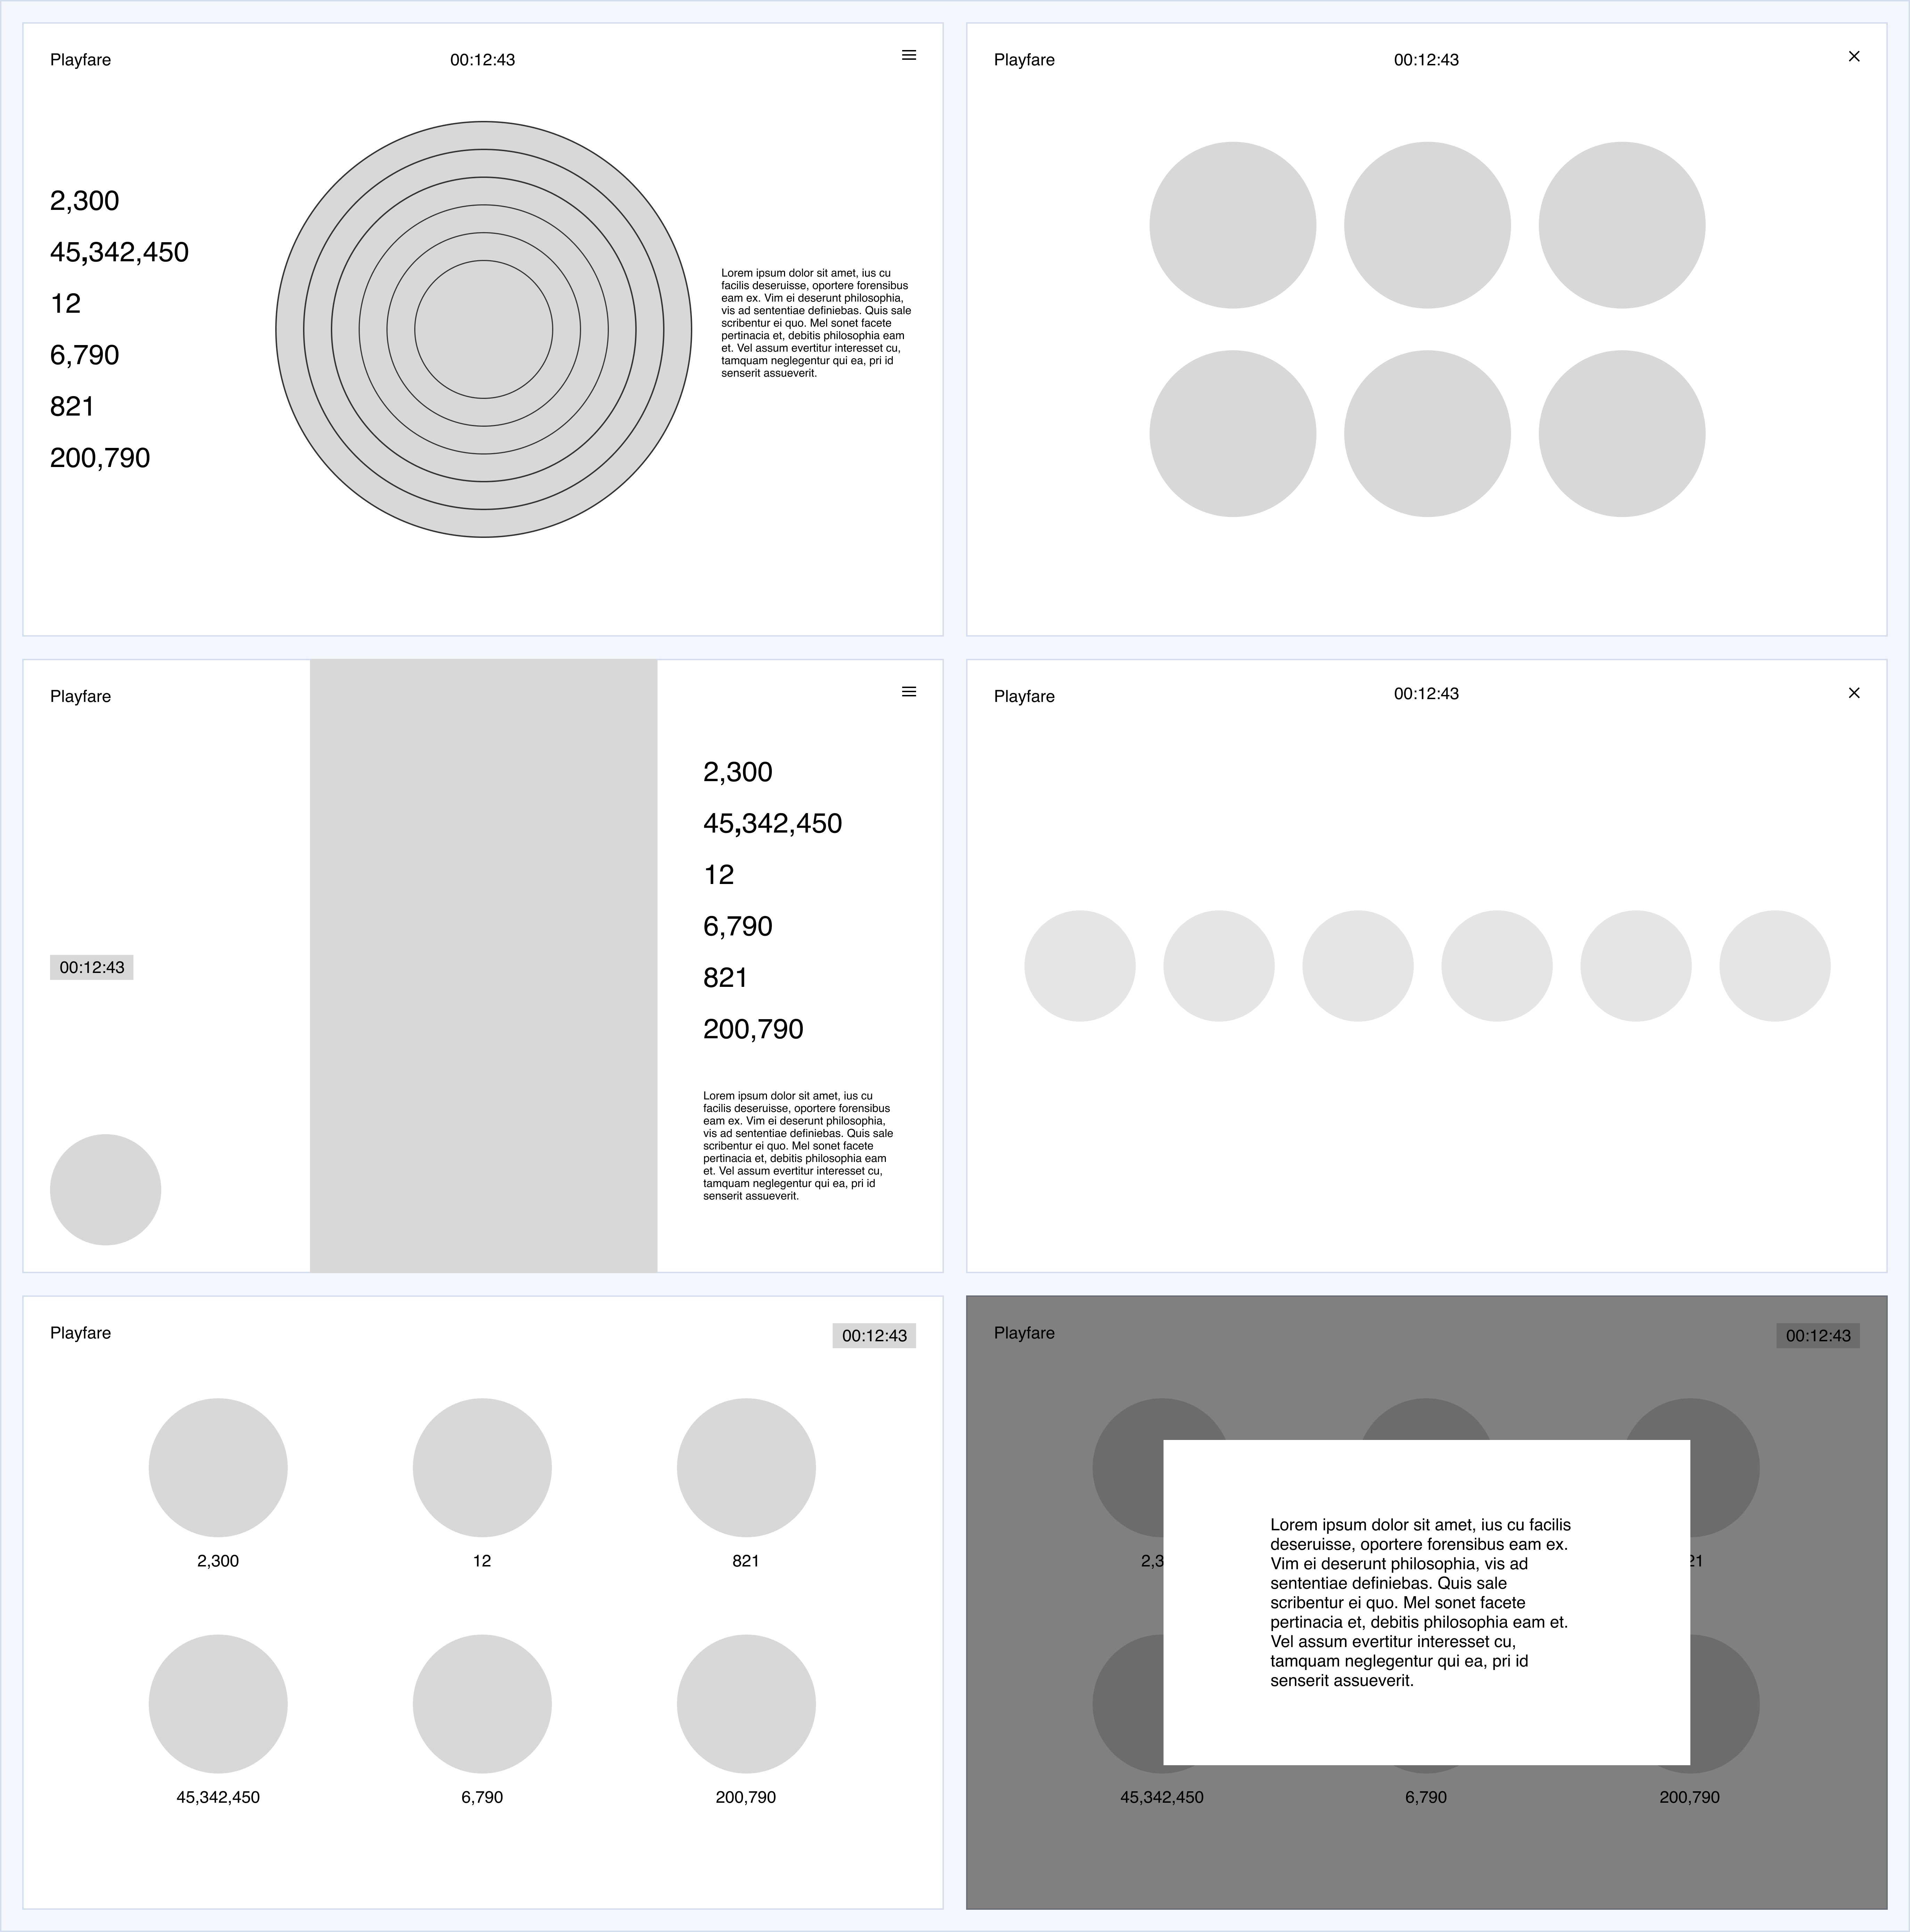 Playfare
00:12:43
2,300
45,342,450
12
6,790
821
200,790
Lorem ipsum dolor sit amet, ius cu
facilis deseruisse, oportere forensibus
eam ex. Vim ei deserunt philosophia,
vis ad sententiae definiebas. Quis sale
scribentur ei quo. Mel sonet facete
pertinacia et, debitis philosophia eam
et. Vel assum evertitur interesset cu,
tamquam neglegentur qui ea, pri id
senserit assueverit.
Playfare
00:12:43
Playfare
00:12:43
2,300
45,342,450
12
6,790
821
200,790
Lorem ipsum dolor sit amet, ius cu
facilis deseruisse, oportere forensibus
eam ex. Vim ei deserunt philosophia,
vis ad sententiae definiebas. Quis sale
scribentur ei quo. Mel sonet facete
pertinacia et, debitis philosophia eam
et. Vel assum evertitur interesset cu,
tamquam neglegentur qui ea, pri id
senserit assueverit.
Playfare
00:12:43
Playfare
00:12:43
2,300
12
821
45,342,450
6,790
200,790
Playfare
00:12:43
2,3
21
Lorem ipsum dolor sit amet, ius cu facilis
deseruisse, oportere forensibus eam ex.
Vim ei deserunt philosophia, vis ad
sententiae definiebas. Quis sale
scribentur ei quo. Mel sonet facete
pertinacia et, debitis philosophia eam et.
Vel assum evertitur interesset cu,
tamquam neglegentur qui ea, pri id
senserit assueverit.
45,342,450
6,790
200,790